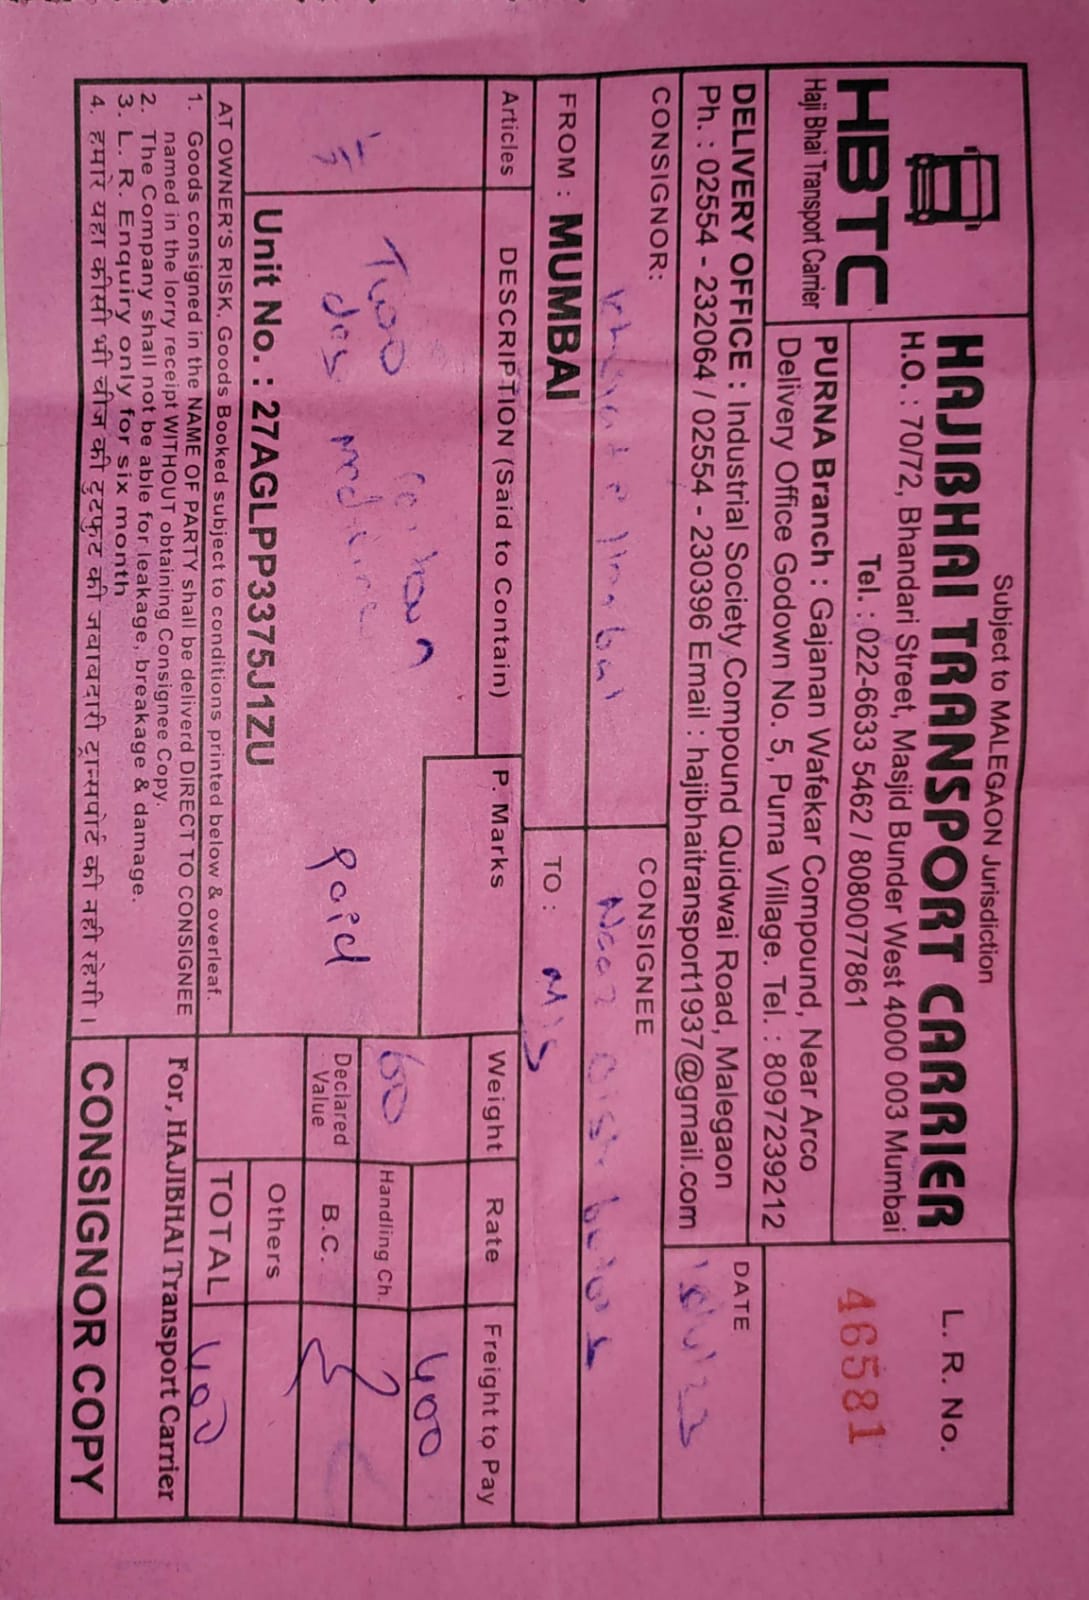 Subject to MALEGAON Jurisdiction
HBTC
Haji Bhai Transport Carrier
HAJIBHAI TRANSPORT CARRIER
H.O. : 70/72, Bhandari Street, Masjid Bunder West 4000 003 Mumbai
Tel. : 022-6633 5462 / 8080077861
PURNA Branch : Gajanan Wafekar Compound, Near Arco
Delivery Office Godown No. 5, Purna Village. Tel. : 8097239212
L. R. No.
46581
DELIVERY OFFICE : Industrial Society Compound Quidwai Road, Malegaon
Ph. : 02554 - 232064 / 02554 - 230396 Email : hajibhaitransport1937@gmail.com
DATE
CONSIGNOR:
CONSIGNEE
FROM : MUMBAI
TO : M/S
Articles DESCRIPTION (Said to Contain) P. Marks Weight Rate Freight to Pay
Two
paid
60
400
Handling Ch.
Declared Value
B.C.
Others
TOTAL 400
Unit No. : 27AGLPP3375J1ZU
AT OWNER'S RISK, Goods Booked subject to conditions printed below & overleaf.
1. Goods consigned in the NAME OF PARTY shall be deliverd DIRECT TO CONSIGNEE
named in the lorry receipt WITHOUT obtaining Consignee Copy.
2. The Company shall not be able for leakage, breakage & damage.
3. L. R. Enquiry only for six month
4. हमारे यहा कीसी भी चीज की टुटफुट की जवाबदारी ट्रान्सपोर्ट की नही रहेगी।
For, HAJIBHAI Transport Carrier
CONSIGNOR COPY